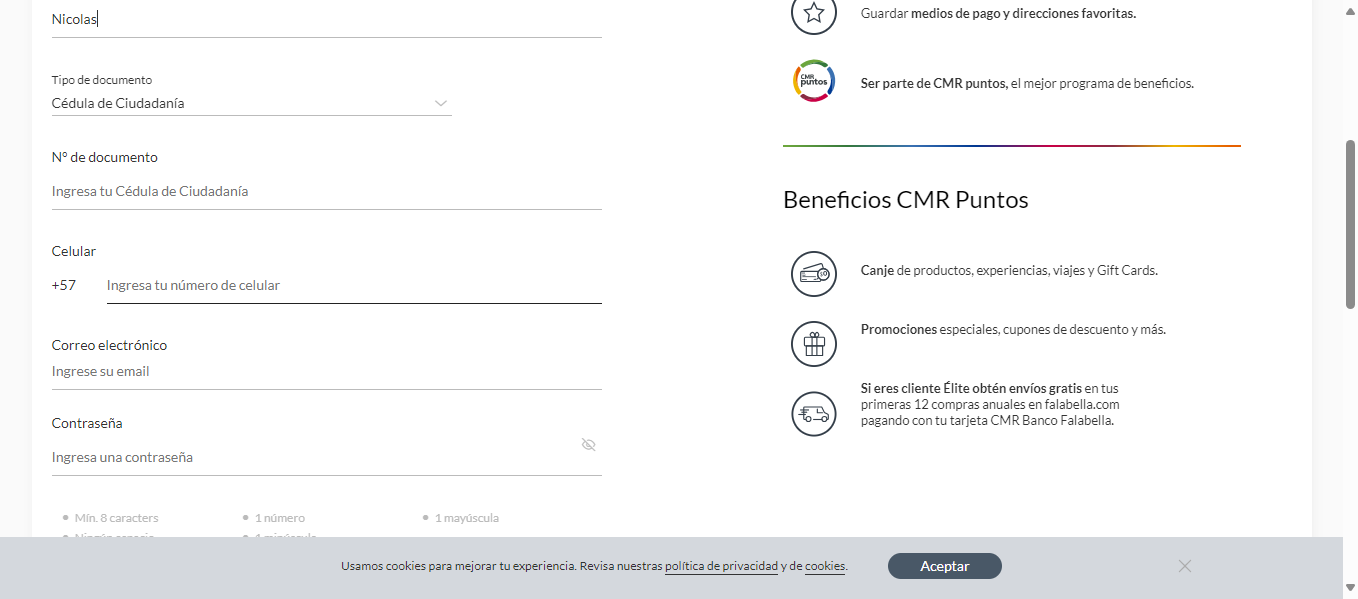 Nicolas
Tipo de documento
Cédula de Ciudadanía
N° de documento
Ingresa tu Cédula de Ciudadanía
Celular
+57 Ingresa tu número de celular
Correo electrónico
Ingrese su email
Contraseña
Ingresa una contraseña
Mín. 8 caracters
1 número
1 mayúscula
Ningún espacio
1 minúscula
Guardar medios de pago y direcciones favoritas.
CMR puntos
Ser parte de CMR puntos, el mejor programa de beneficios.
Beneficios CMR Puntos
Canje de productos, experiencias, viajes y Gift Cards.
Promociones especiales, cupones de descuento y más.
Si eres cliente Élite obtén envíos gratis en tus
primeras 12 compras anuales en falabella.com
pagando con tu tarjeta CMR Banco Falabella.
Usamos cookies para mejorar tu experiencia. Revisa nuestras política de privacidad y de cookies.
Aceptar